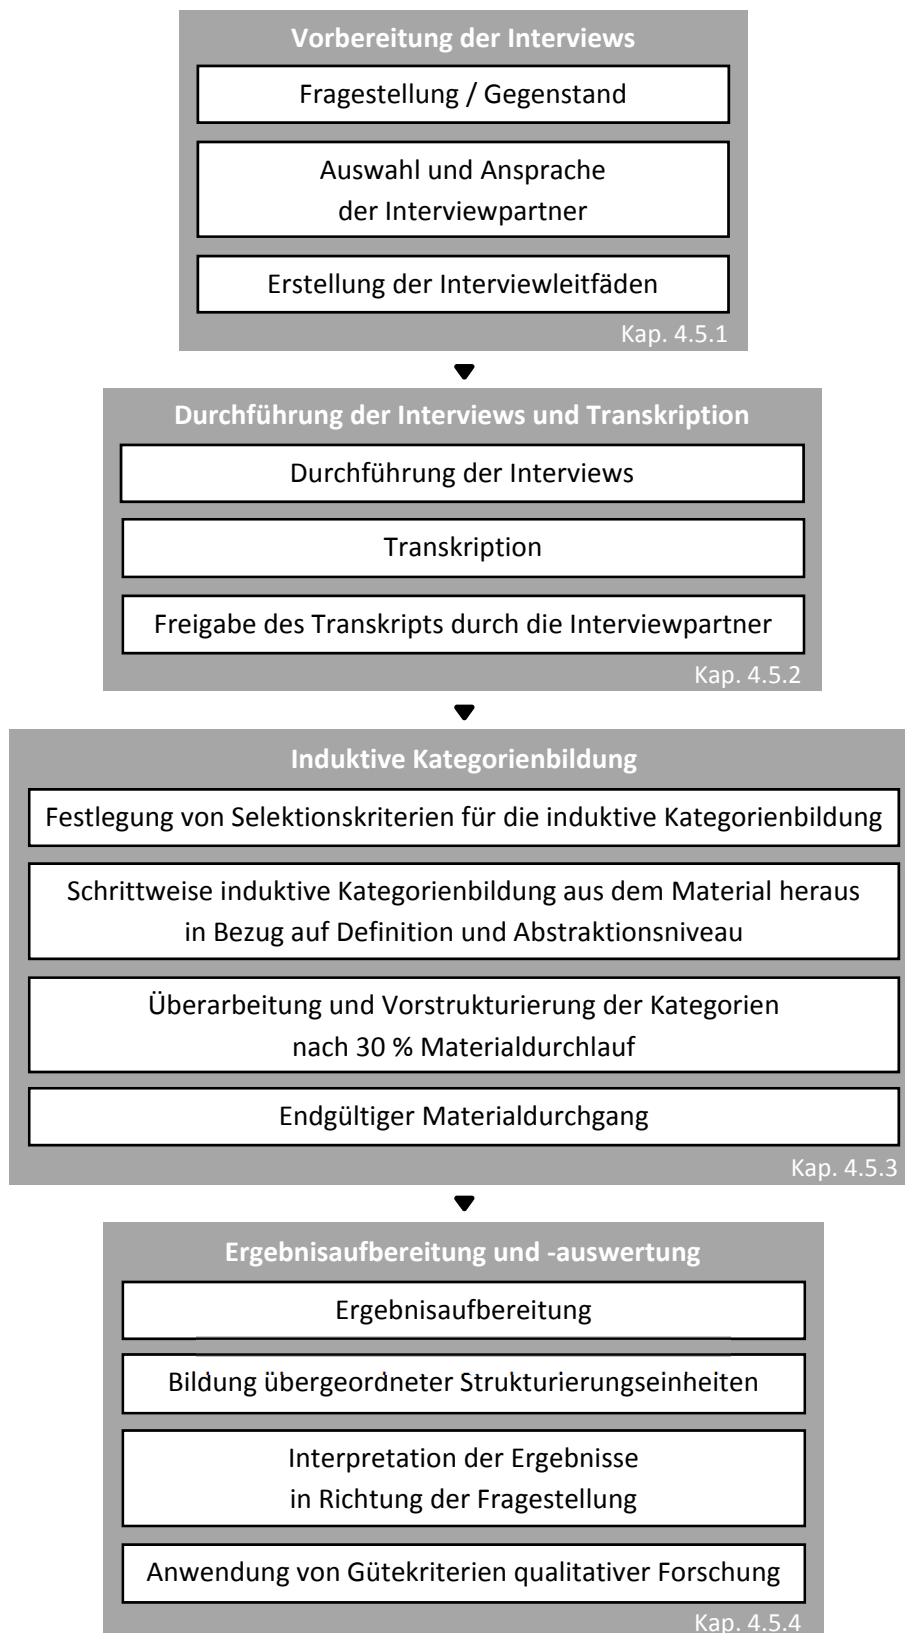 Vorbereitung der Interviews
Fragestellung / Gegenstand
Auswahl und Ansprache
der Interviewpartner
Erstellung der Interviewleitfäden
Kap. 4.5.1
Durchführung der Interviews und Transkription
Durchführung der Interviews
Transkription
Freigabe des Transkripts durch die Interviewpartner
Kap. 4.5.2
Induktive Kategorienbildung
Festlegung von Selektionskriterien für die induktive Kategorienbildung
Schrittweise induktive Kategorienbildung aus dem Material heraus
in Bezug auf Definition und Abstraktionsniveau
Überarbeitung und Vorstrukturierung der Kategorien
nach 30 % Materialdurchlauf
Endgültiger Materialdurchgang
Kap. 4.5.3
Ergebnisaufbereitung und -auswertung
Ergebnisaufbereitung
Bildung übergeordneter Strukturierungseinheiten
Interpretation der Ergebnisse
in Richtung der Fragestellung
Anwendung von Gütekriterien qualitativer Forschung
Kap. 4.5.4